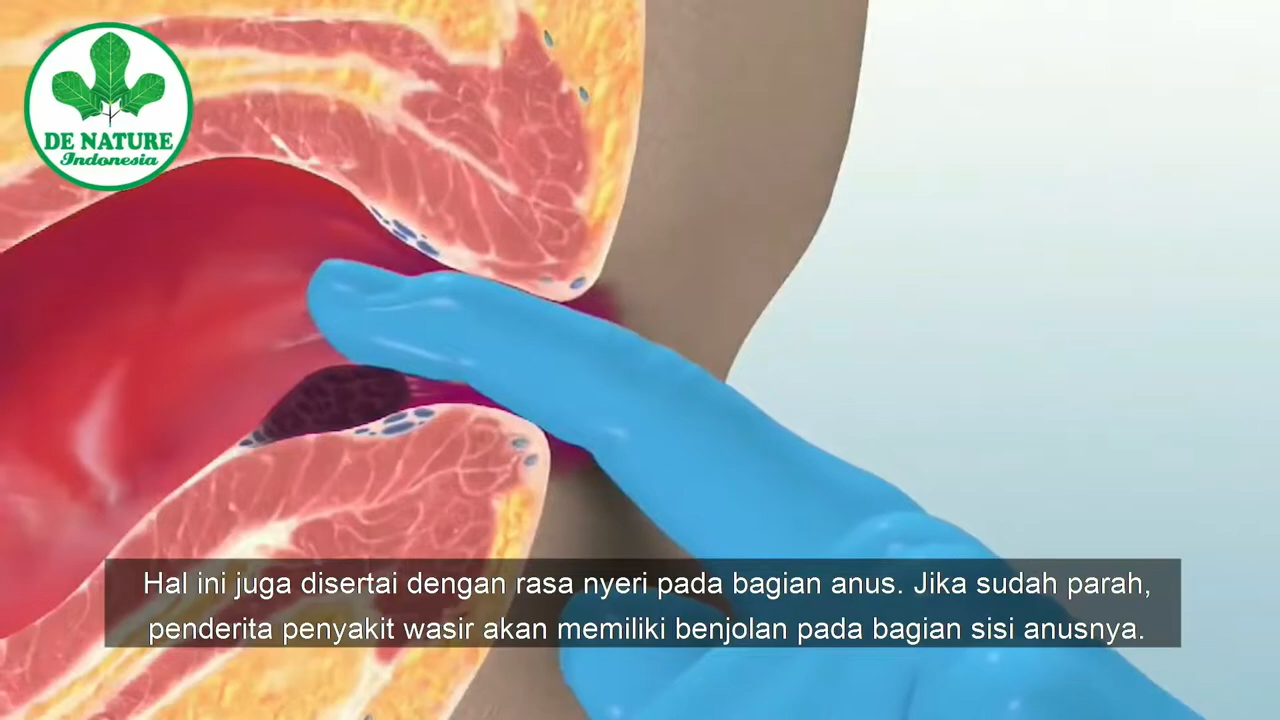 DE NATURE
Indonesia
Hal ini juga disertai dengan rasa nyeri pada bagian anus. Jika sudah parah,
penderita penyakit wasir akan memiliki benjolan pada bagian sisi anusnya.